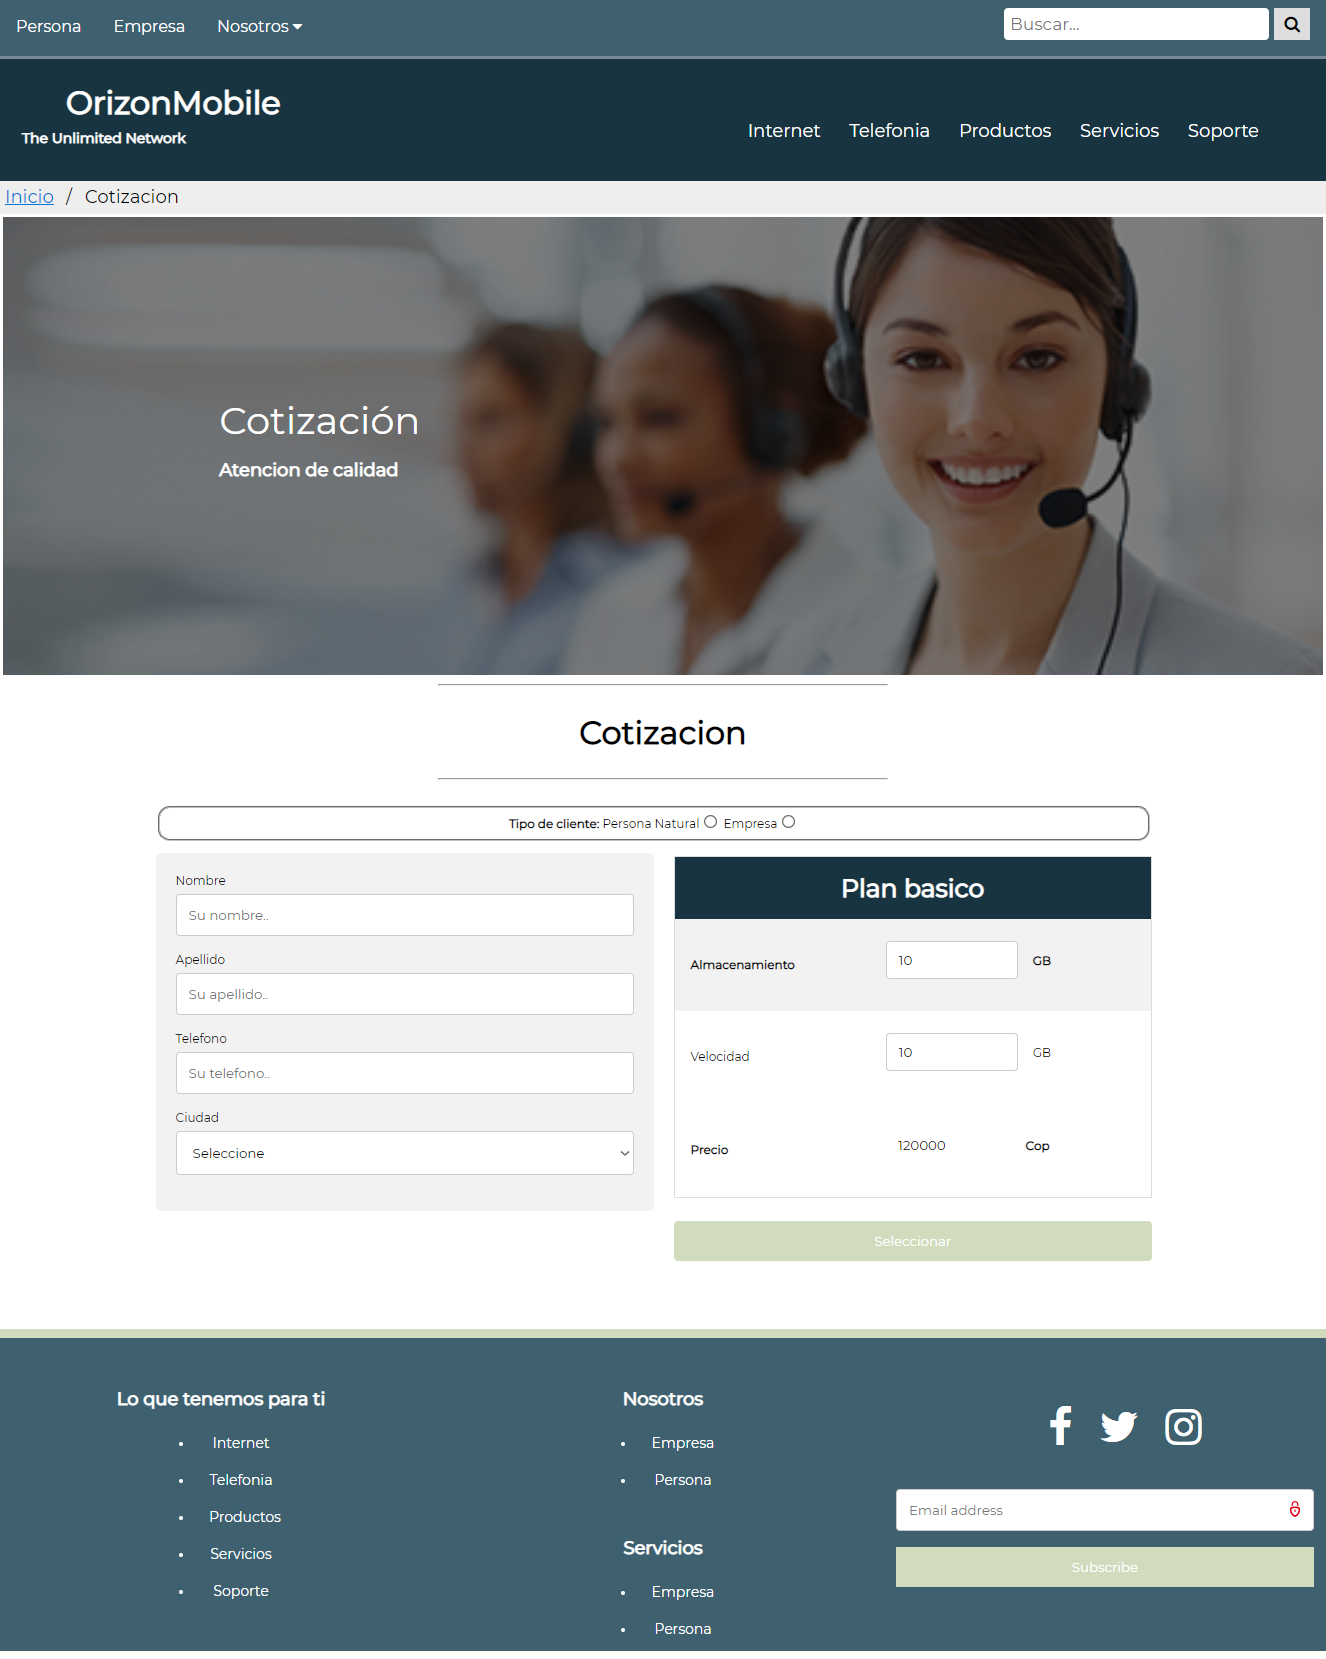 Persona Empresa Nosotros
Buscar...
OrizonMobile
The Unlimited Network
Internet Telefonia Productos Servicios Soporte
Inicio / Cotizacion
Cotización
Atencion de calidad
Cotizacion
Tipo de cliente: Persona Natural Empresa
Nombre
Su nombre..
Apellido
Su apellido..
Telefono
Su telefono..
Ciudad
Seleccione
Plan basico
Almacenamiento 10 GB
Velocidad 10 GB
Precio 120000 Cop
Seleccionar
Lo que tenemos para ti
• Internet
• Telefonia
• Productos
• Servicios
• Soporte
Nosotros
• Empresa
• Persona
Servicios
• Empresa
• Persona
Email address
Subscribe